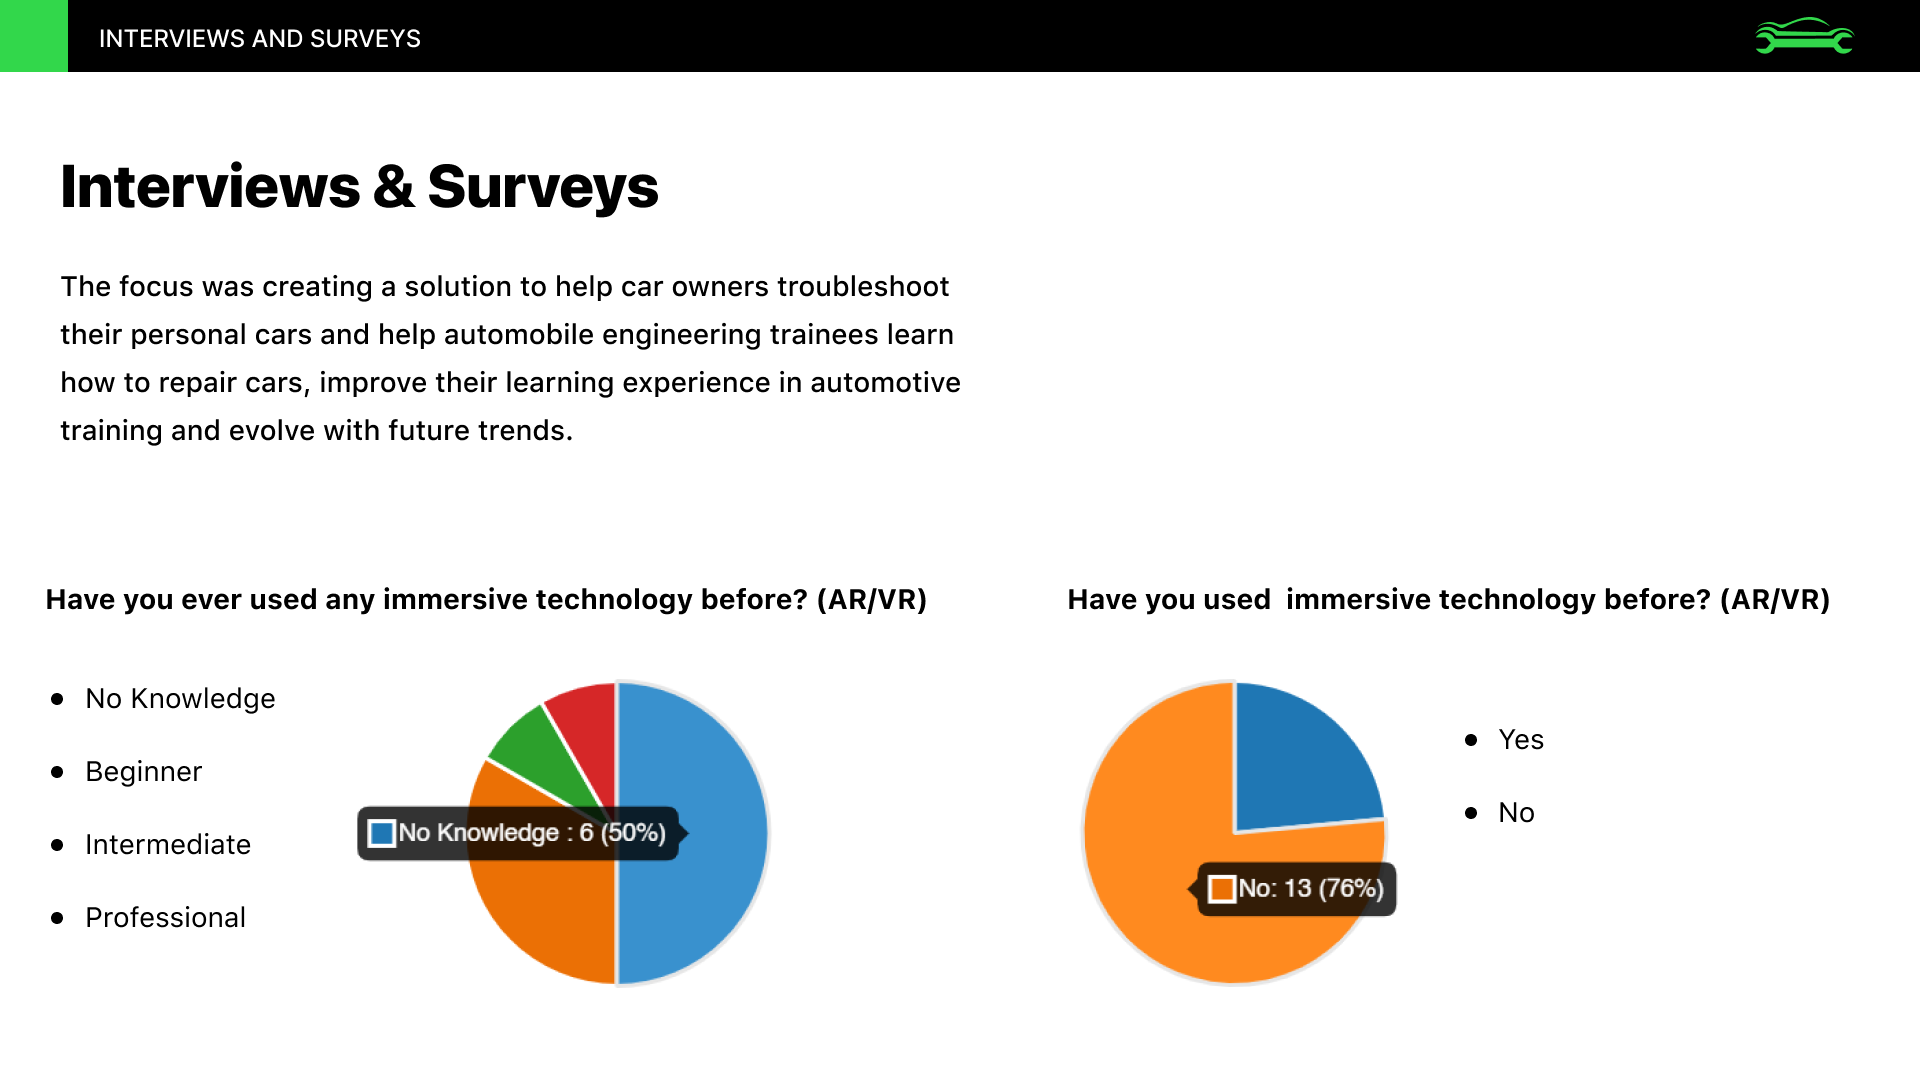 INTERVIEWS AND SURVEYS
Interviews & Surveys
The focus was creating a solution to help car owners troubleshoot
their personal cars and help automobile engineering trainees learn
how to repair cars, improve their learning experience in automotive
training and evolve with future trends.
Have you ever used any immersive technology before? (AR/VR)
No Knowledge
Beginner
Intermediate
Professional
No Knowledge : 6 (50%)
Have you used  immersive technology before? (AR/VR)
No: 13 (76%)
Yes
No